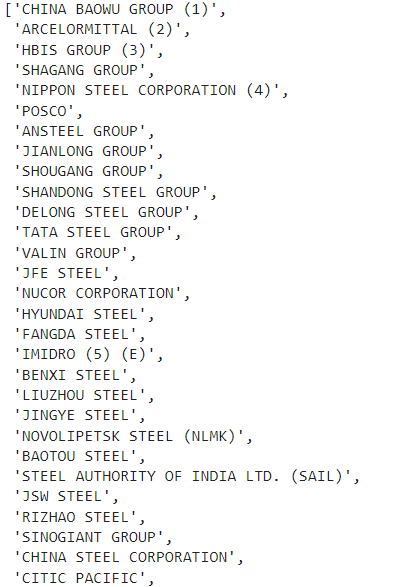 ['CHINA BAOWU GROUP (1)',
'ARCELORMITTAL (2)',
'HBIS GROUP (3)',
'SHAGANG GROUP',
'NIPPON STEEL CORPORATION (4)',
'POSCO',
'ANSTEEL GROUP',
'JIANLONG GROUP',
'SHOUGANG GROUP',
'SHANDONG STEEL GROUP',
'DELONG STEEL GROUP',
'TATA STEEL GROUP',
'VALIN GROUP',
'JFE STEEL',
'NUCOR CORPORATION',
'HYUNDAI STEEL',
'FANGDA STEEL',
'IMIDRO (5) (E)',
'BENXI STEEL',
'LIUZHOU STEEL',
'JINGYE STEEL',
'NOVOLIPETSK STEEL (NLMK)',
'BAOTOU STEEL',
'STEEL AUTHORITY OF INDIA LTD. (SAIL)',
'JSW STEEL',
'RIZHAO STEEL',
'SINOGIANT GROUP',
'CHINA STEEL CORPORATION',
'CITIC PACIFIC',